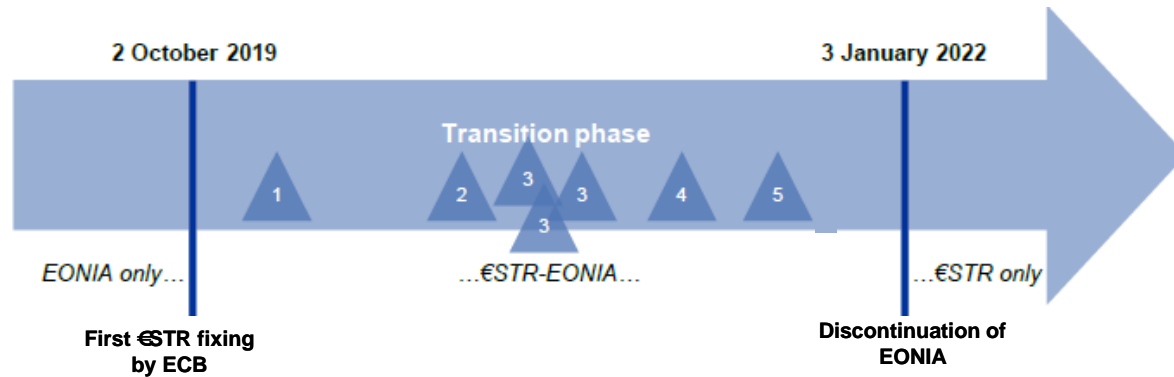 2 October 2019
3 January 2022
Transition phase
1
2
3
3
3
4
5
EONIA only…
…€STR-EONIA…
…€STR only
First €STR fixing
by ECB
Discontinuation of
EONIA